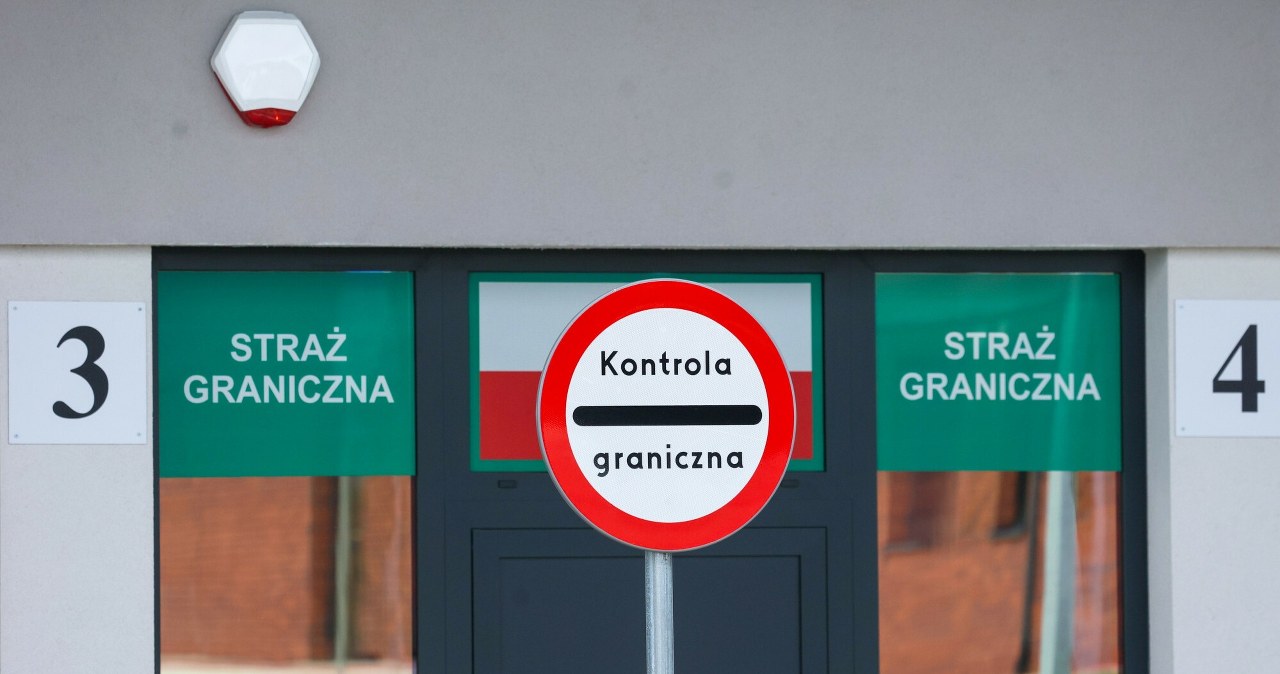 3
STRAŻ
GRANICZNA
Kontrola
graniczna
STRAŻ
GRANICZNA
4